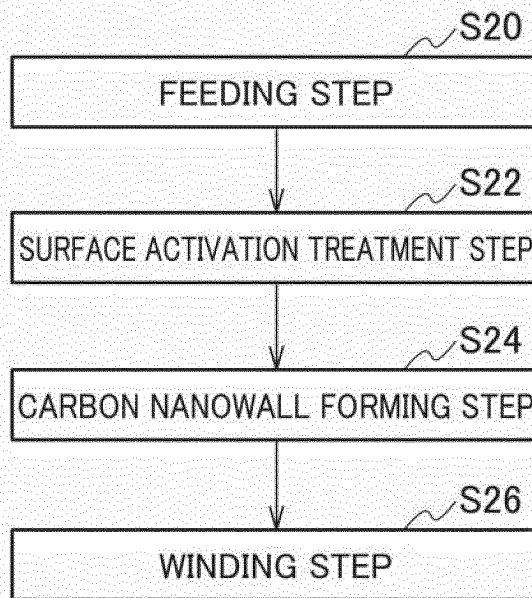 S20
FEEDING STEP
S22
SURFACE ACTIVATION TREATMENT STEP
S24
CARBON NANOWALL FORMING STEP
S26
WINDING STEP